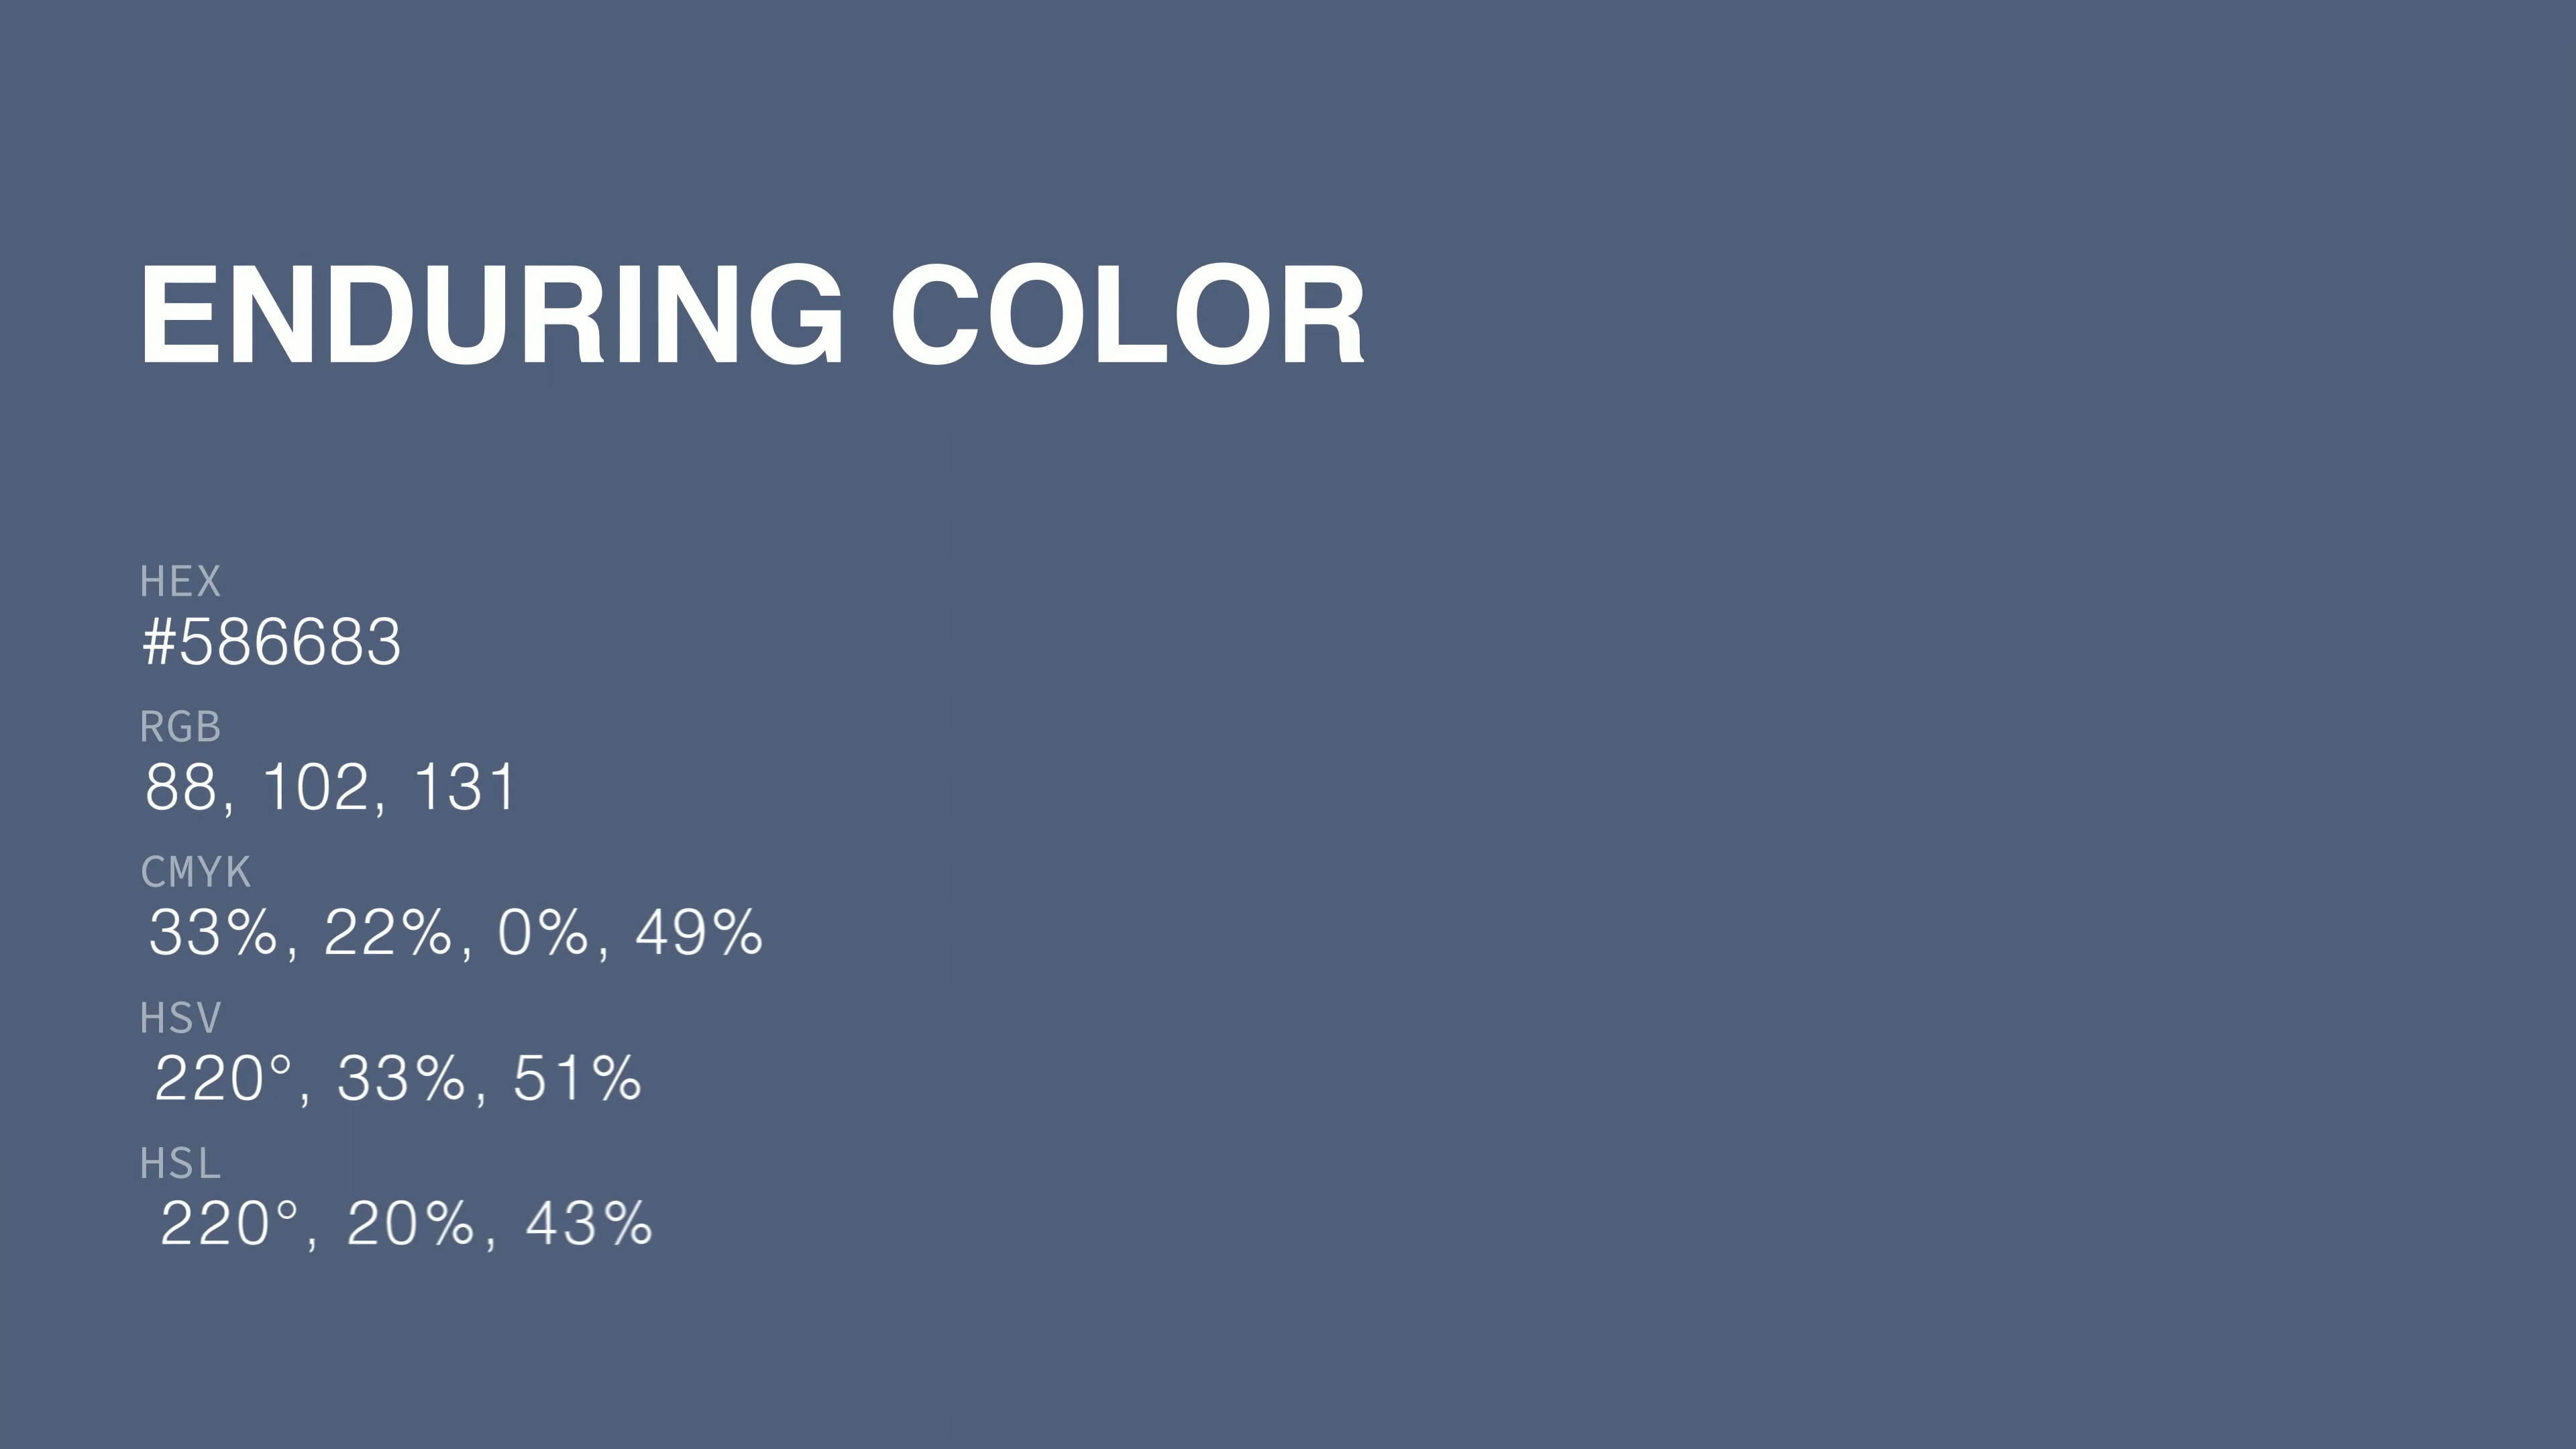 ENDURING COLOR
HEX
#586683
RGB
88, 102, 131
CMYK
33%, 22%, 0%, 49%
HSV
220°, 33%, 51%
HSL
220°, 20%, 43%